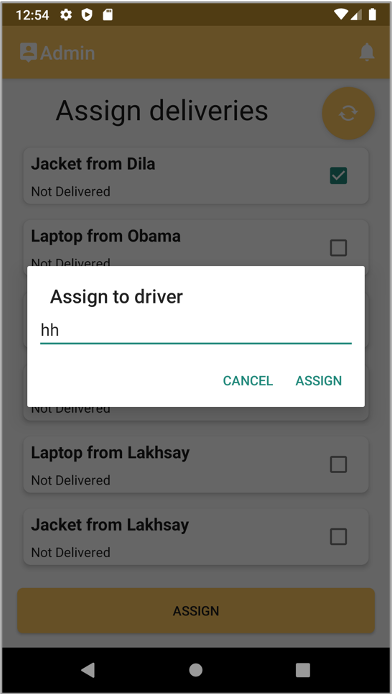 12:54
Admin
Assign deliveries
Jacket from Dila
Not Delivered
Laptop from Obama
Not Delivered
Assign to driver
hh
CANCEL ASSIGN
Not Delivered
Laptop from Lakhsay
Not Delivered
Jacket from Lakhsay
Not Delivered
ASSIGN